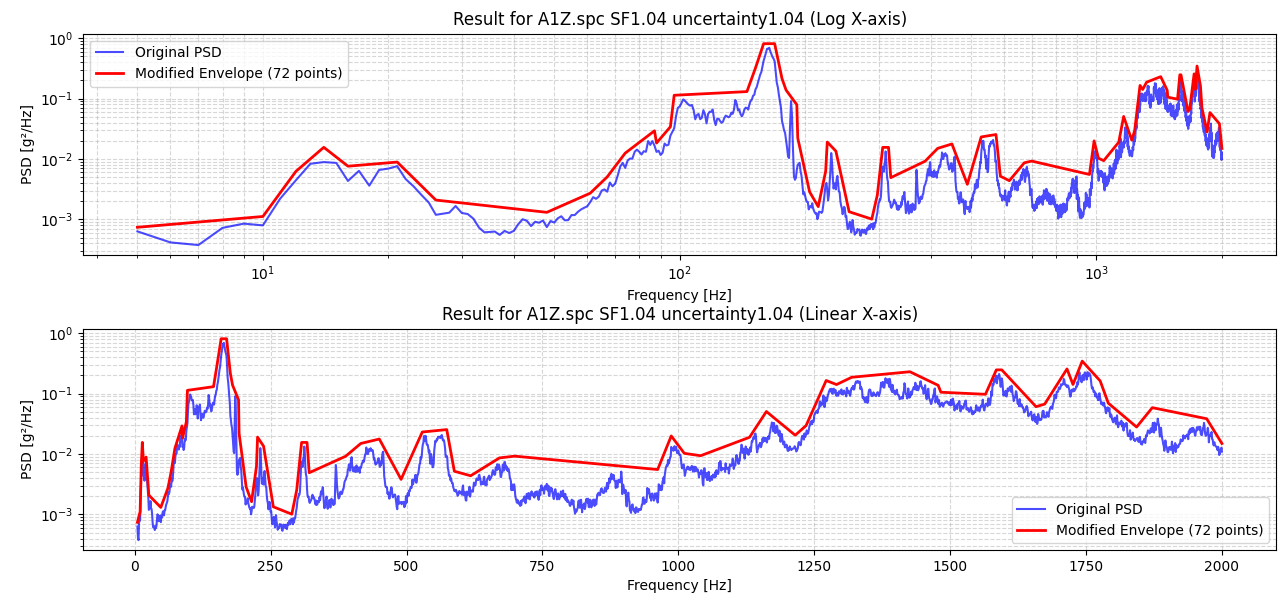 Result for A1Z.spc SF1.04 uncertainty1.04 (Log X-axis)
Original PSD
Modified Envelope (72 points)
PSD [g²/Hz]
10⁰
10⁻¹
10⁻²
10⁻³
10¹
10²
10³
Frequency [Hz]
Result for A1Z.spc SF1.04 uncertainty1.04 (Linear X-axis)
PSD [g²/Hz]
10⁰
10⁻¹
10⁻²
10⁻³
Original PSD
Modified Envelope (72 points)
0
250
500
750
1000
1250
1500
1750
2000
Frequency [Hz]